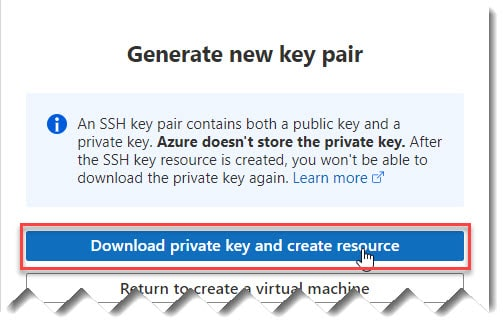 Generate new key pair
An SSH key pair contains both a public key and a
private key. Azure doesn't store the private key. After
the SSH key resource is created, you won't be able to
download the private key again. Learn more
Download private key and create resource
Return to create a virtual machine